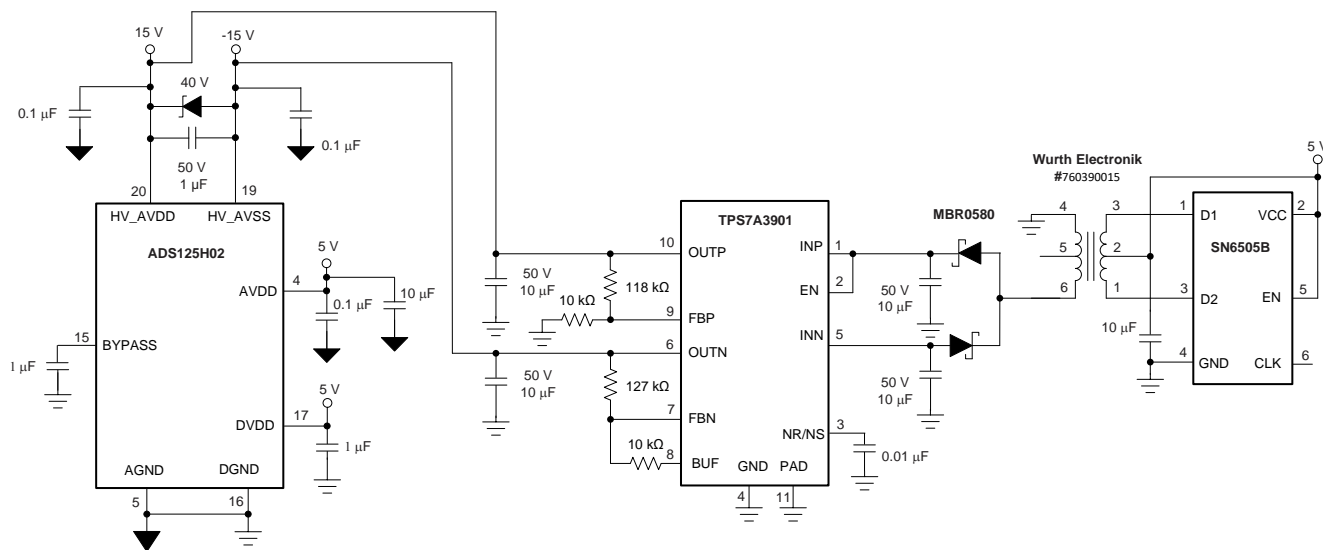 15 V
-15 V
40 V
0.1 µF
0.1 µF
50 V
1 µF
20
19
HV_AVDD
HV_AVSS
ADS125H02
5 V
4
AVDD
0.1 µF
10 µF
15
BYPASS
1 µF
5 V
17
DVDD
1 µF
AGND
DGND
5
16
TPS7A3901
10
OUTP
INP
1
50 V
10 µF
118 kΩ
EN
2
10 kΩ
9
FBP
INN
5
6
OUTN
50 V
10 µF
127 kΩ
7
FBN
NR/NS
3
10 kΩ
8
BUF
0.01 µF
GND
PAD
4
11
MBR0580
50 V
10 µF
50 V
10 µF
Wurth Electronik
#760390015
4
3
5
2
6
1
5 V
1
D1
VCC
2
SN6505B
3
D2
EN
5
10 µF
4
GND
CLK
6